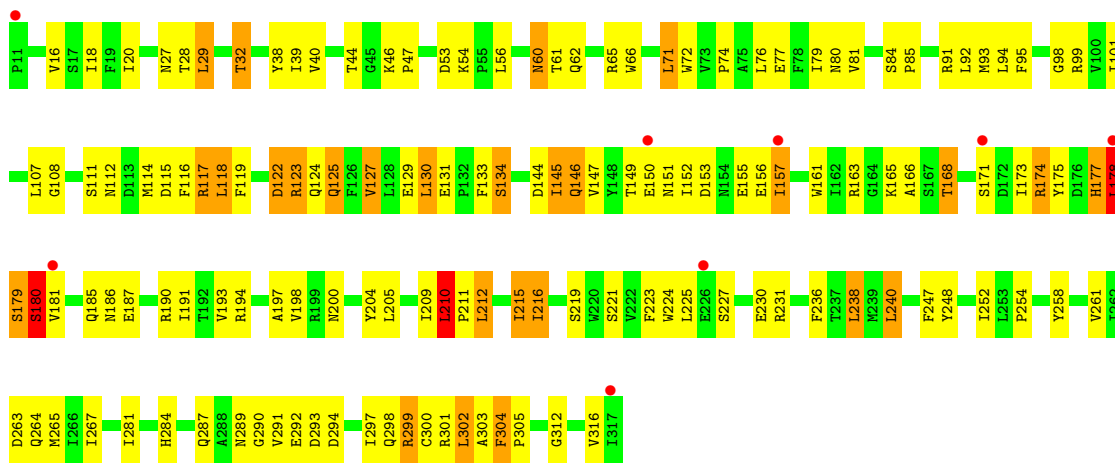 P11 V16 S17 I18 F19 I20 N27 T28 L29 T32 Y38 I39 V40 T44 G45 K46 P47 D53 K54 P55 L56 N60 T61 Q62 R65 W66 L71 W72 V73 P74 A75 L76 E77 F78 I79 N80 V81 S84 P85 R91 L92 M93 L94 F95 G98 R99 V100 I101
L107 G108 S111 N112 D113 M114 D115 F116 R117 L118 F119 D122 R123 Q124 Q125 F126 V127 L128 E129 L130 E131 P132 F133 S134 D144 I145 Q146 V147 Y148 T149 E150 N151 I152 D153 N154 E155 E156 I157 W161 I162 R163 G164 K165 A166 S167 T168 S171 D172 I173 R174 Y175 D176 H177 L178
S179 S180 V181 Q185 N186 E187 R190 I191 T192 V193 R194 A197 V198 R199 N200 Y204 L205 I209 L210 P211 L212 I215 I216 S219 W220 S221 V222 F223 W224 L225 E226 S227 E230 R231 F236 T237 L238 M239 L240 F247 Y248 I252 L253 P254 Y258 V261 I262
D263 Q264 M265 I266 I267 I281 H284 Q287 A288 N289 G290 V291 E292 D293 D294 I297 Q298 R299 C300 R301 L302 A303 F304 P305 G312 V316 I317